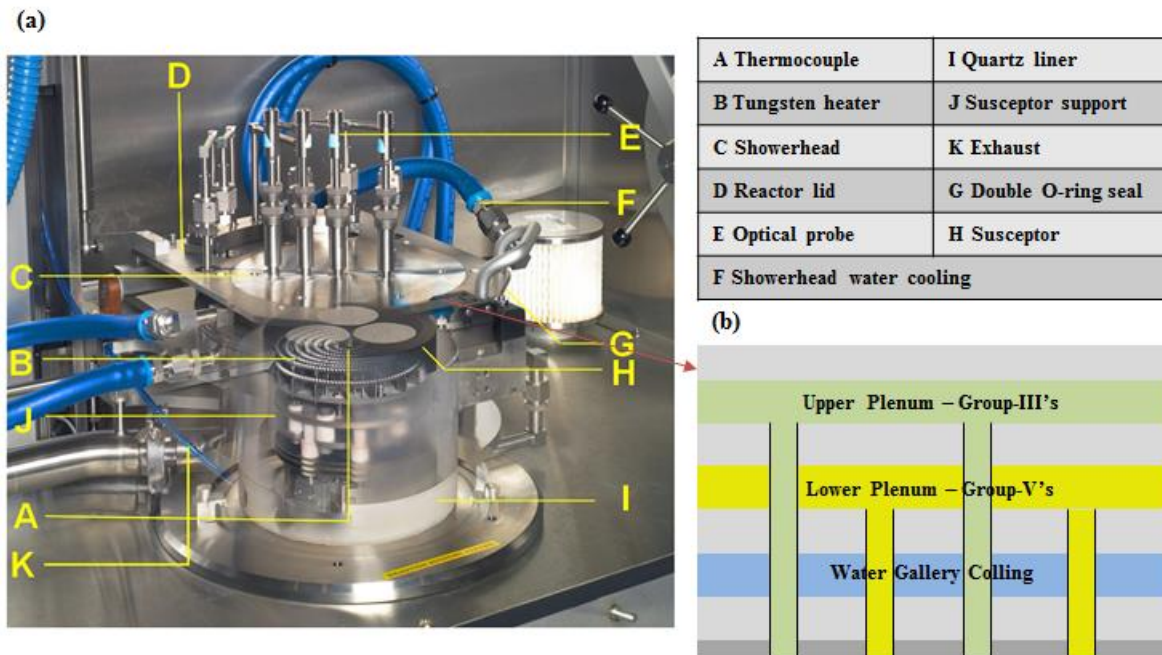 (a)
D
E
F
C
B
G
H
J
A
I
K
A Thermocouple
I Quartz liner
B Tungsten heater
J Susceptor support
C Showerhead
K Exhaust
D Reactor lid
G Double O-ring seal
E Optical probe
H Susceptor
F Showerhead water cooling
(b)
Upper Plenum – Group-III’s
Lower Plenum – Group-V’s
Water Gallery Colling